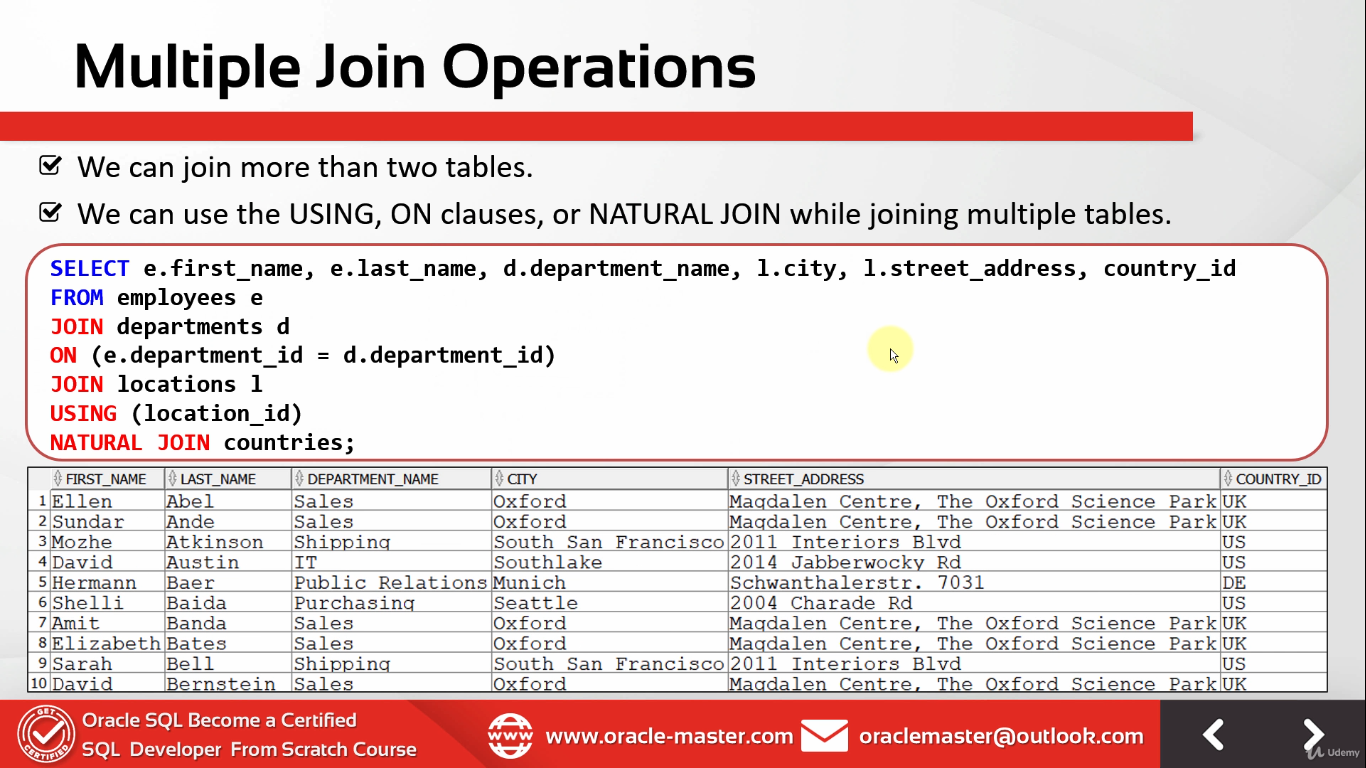 Multiple Join Operations
We can join more than two tables.
We can use the USING, ON clauses, or NATURAL JOIN while joining multiple tables.
SELECT e.first_name, e.last_name, d.department_name, l.city, l.street_address, country_id
FROM employees e
JOIN departments d
ON (e.department_id = d.department_id)
JOIN locations l
USING (location_id)
NATURAL JOIN countries;
FIRST_NAME LAST_NAME DEPARTMENT_NAME CITY STREET_ADDRESS COUNTRY_ID
1 Ellen Abel Sales Oxford Magdalen Centre, The Oxford Science Park UK
2 Sundar Ande Sales Oxford Magdalen Centre, The Oxford Science Park UK
3 Mozhe Atkinson Shipping South San Francisco 2011 Interiors Blvd US
4 David Austin IT Southlake 2014 Jabberwocky Rd US
5 Hermann Baer Public Relations Munich Schwanthalerstr. 7031 DE
6 Shelli Baida Purchasing Seattle 2004 Charade Rd US
7 Amit Banda Sales Oxford Magdalen Centre, The Oxford Science Park UK
8 Elizabeth Bates Sales Oxford Magdalen Centre, The Oxford Science Park UK
9 Sarah Bell Shipping South San Francisco 2011 Interiors Blvd US
10 David Bernstein Sales Oxford Magdalen Centre, The Oxford Science Park UK
GET CERTIFIED
Oracle SQL Become a Certified
SQL Developer From Scratch Course
WWW
www.oracle-master.com
oraclemaster@outlook.com
Udemy